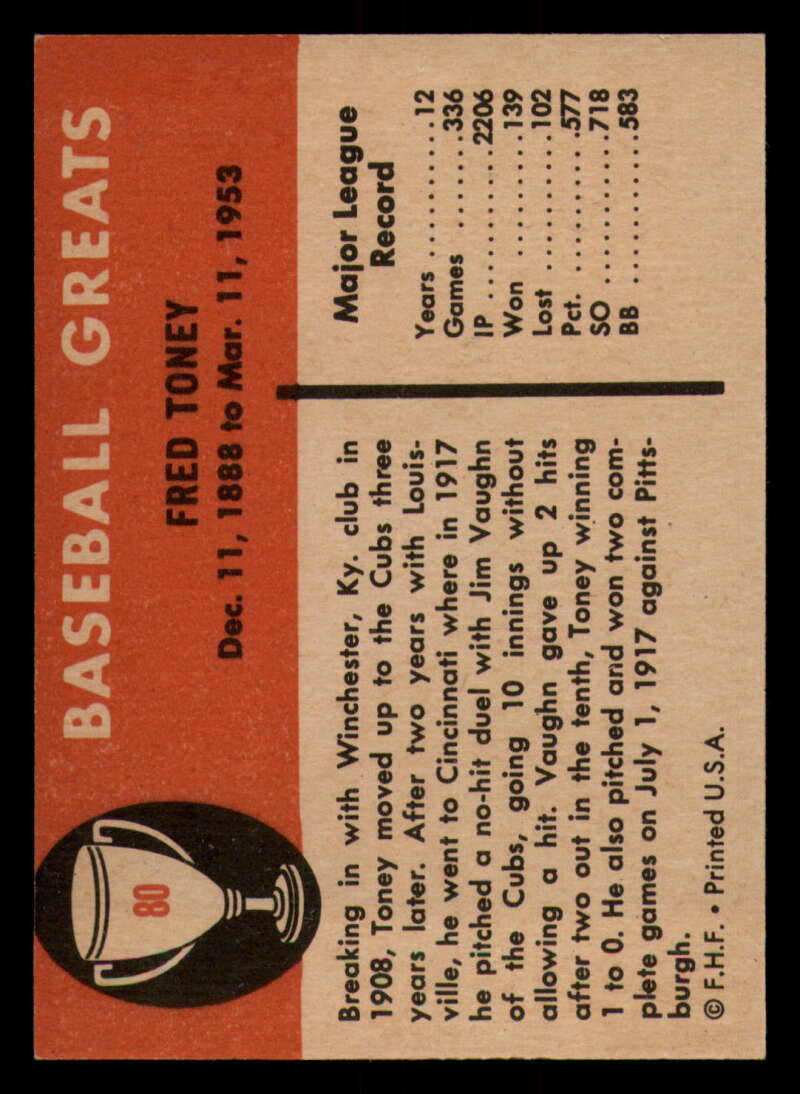 BASEBALL GREATS
80
FRED TONEY
Dec. 11, 1888 to Mar. 11, 1953
Breaking in with Winchester, Ky. club in
1908, Toney moved up to the Cubs three
years later. After two years with Louis-
ville, he went to Cincinnati where in 1917
he pitched a no-hit duel with Jim Vaughn
of the Cubs, going 10 innings without
allowing a hit. Vaughn gave up 2 hits
after two out in the tenth, Toney winning
1 to 0. He also pitched and won two com-
plete games on July 1, 1917 against Pitts-
burgh.
© F.H.F. • Printed U.S.A.
Major League
Record
Years ..........12
Games .......336
IP .............2206
Won .........139
Lost ..........102
Pct. ..........577
SO ...........718
BB ...........583